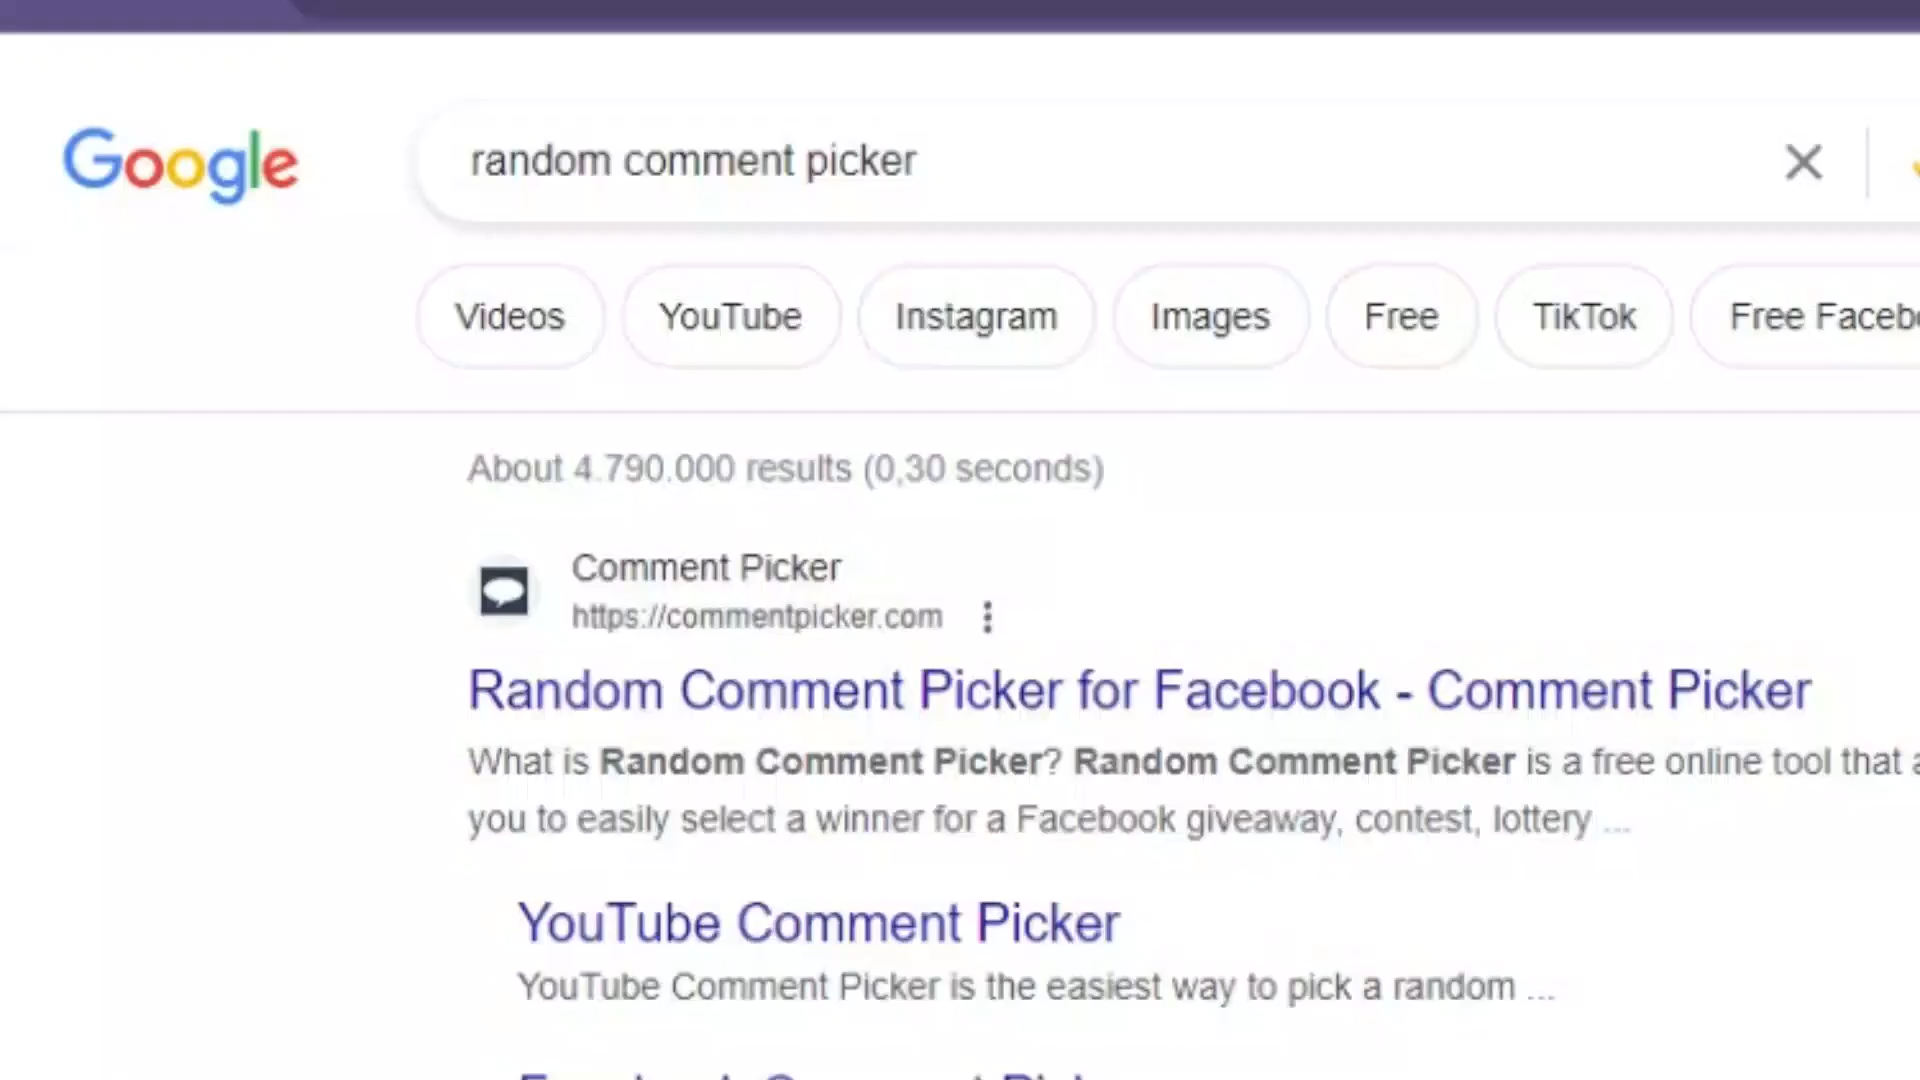 Google
random comment picker
Videos YouTube Instagram Images Free TikTok Free
About 4.790.000 results (0,30 seconds)
Comment Picker
https://commentpicker.com
Random Comment Picker for Facebook - Comment Picker
What is Random Comment Picker? Random Comment Picker is a free online tool that
you to easily select a winner for a Facebook giveaway, contest, lottery ...
YouTube Comment Picker
YouTube Comment Picker is the easiest way to pick a random ...